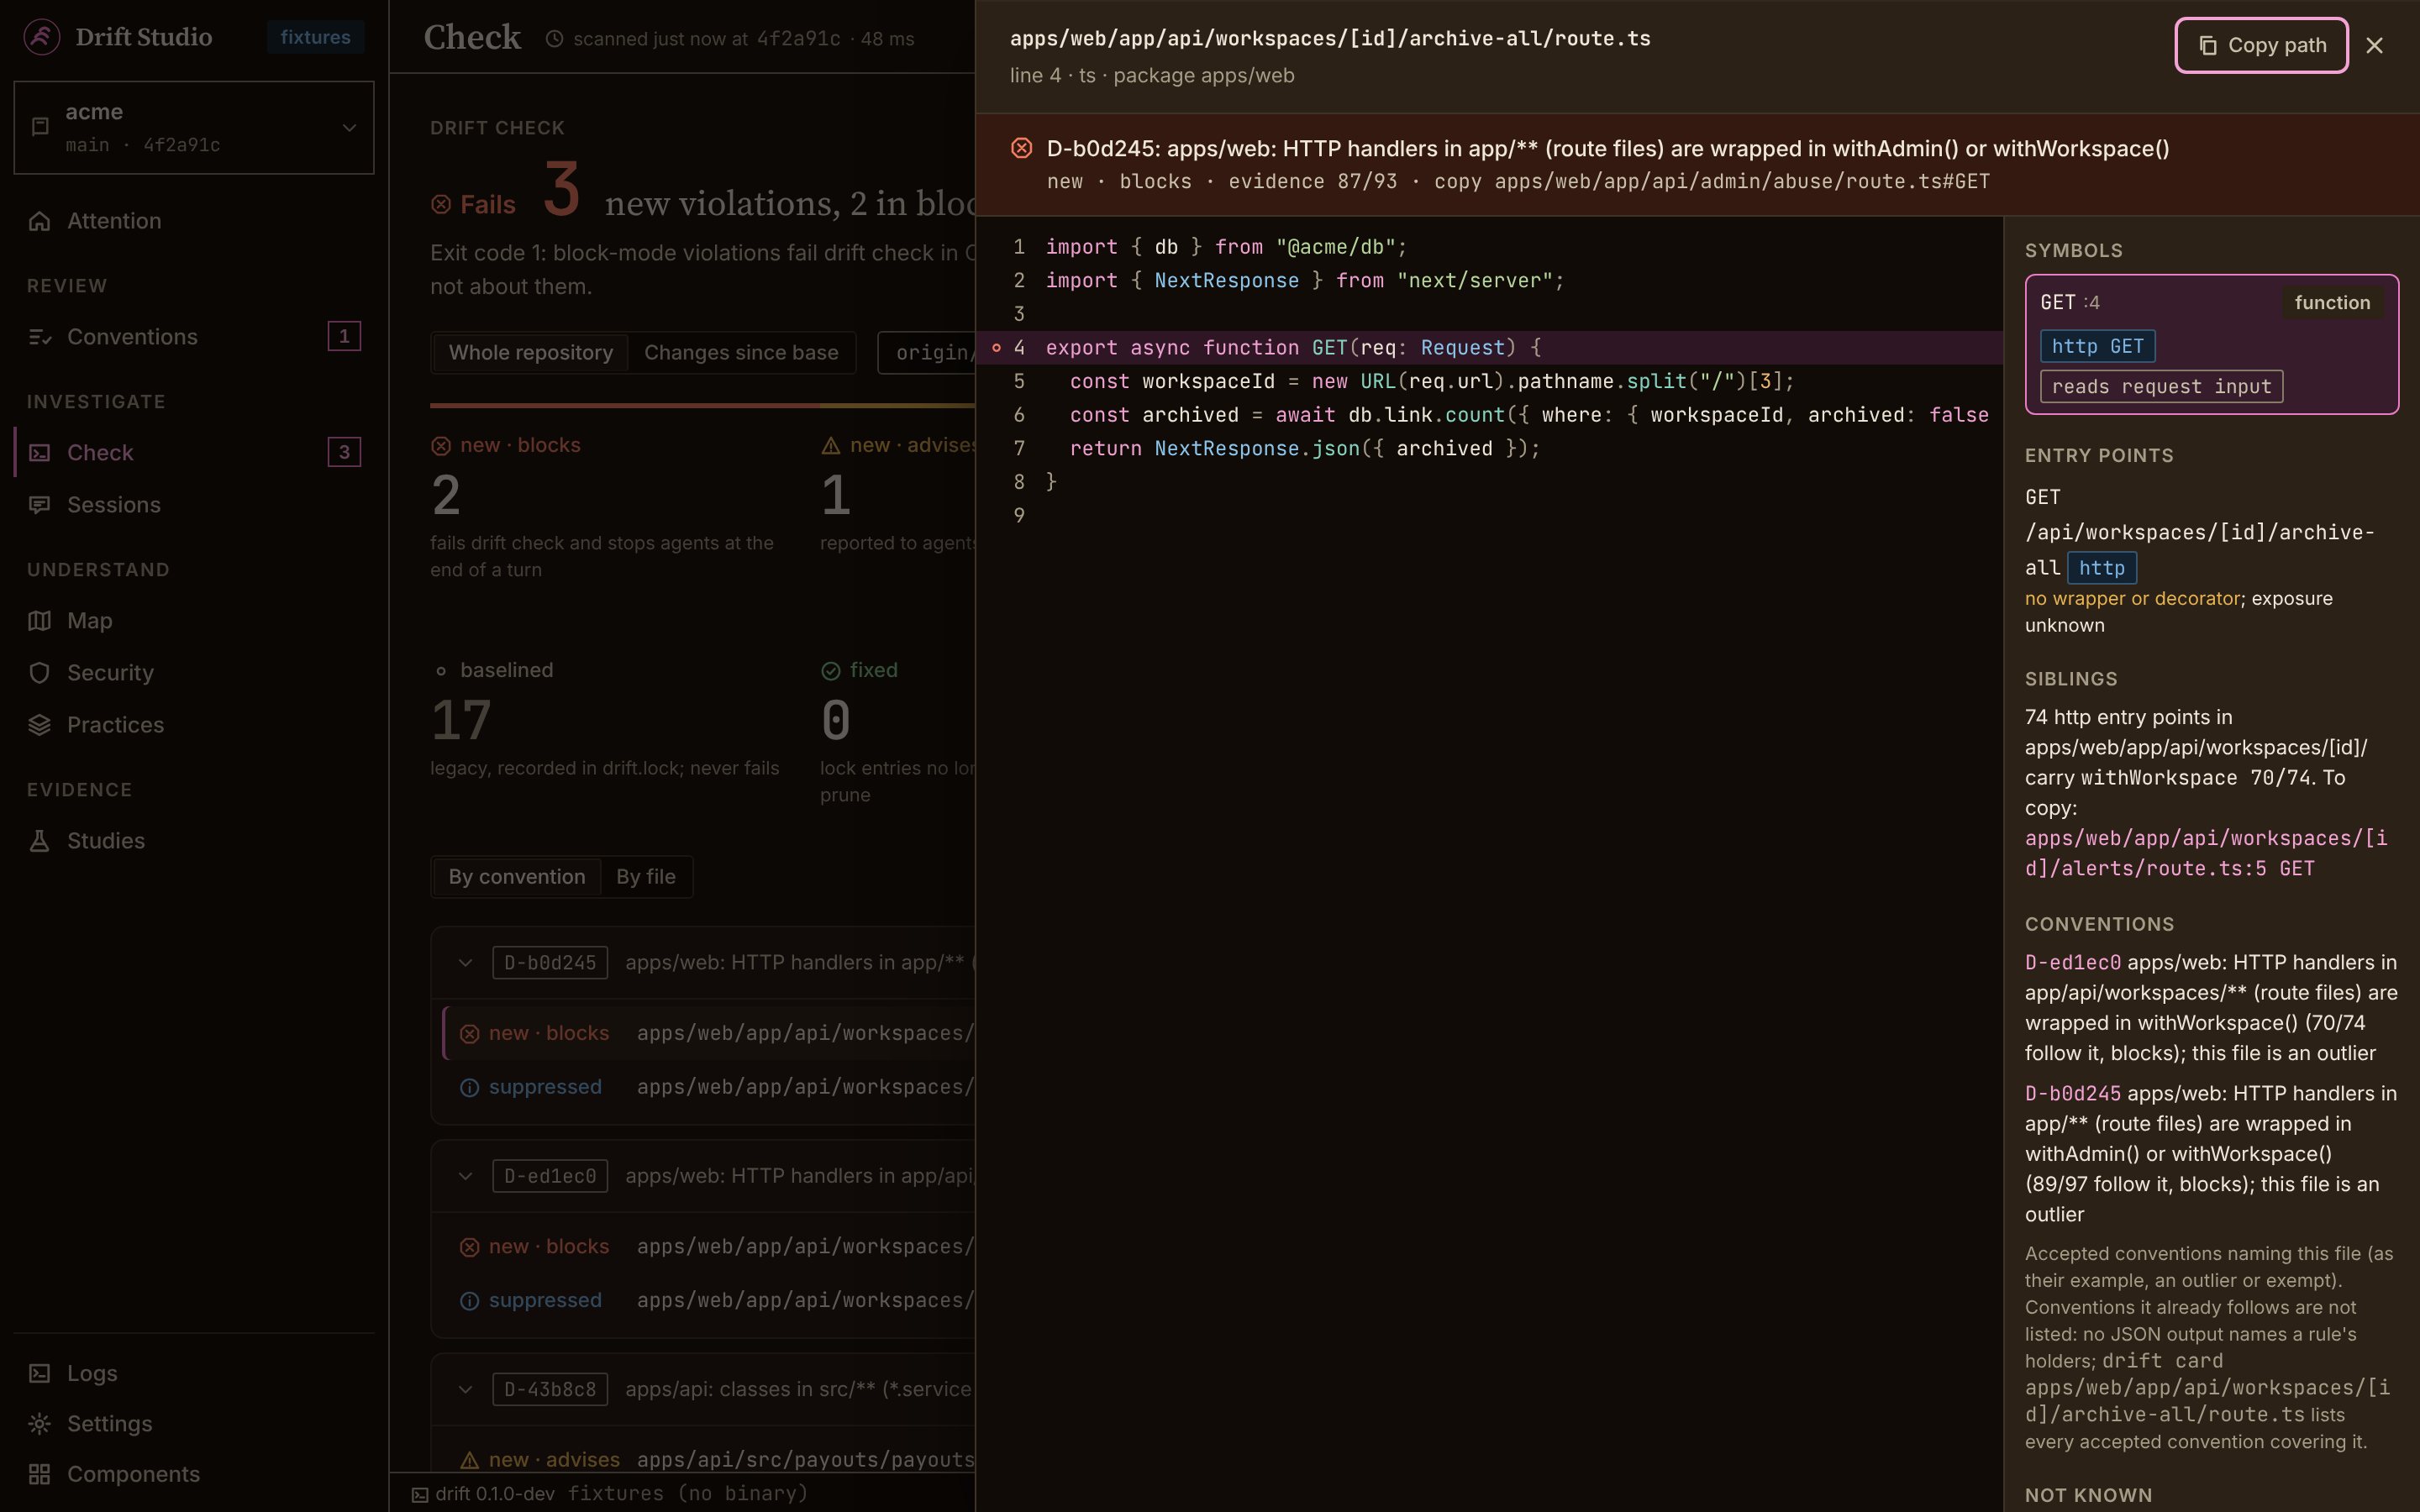 Drift Studio
fixtures
acme
main · 4f2a91c
Attention
REVIEW
Conventions
1
INVESTIGATE
Check
3
Sessions
UNDERSTAND
Map
Security
Practices
EVIDENCE
Studies
Logs
Settings
Components
Check
scanned just now at 4f2a91c · 48 ms
DRIFT CHECK
Fails 3 new violations, 2 in
Exit code 1: block-mode violations fail drift check in
not about them.
Whole repository
Changes since base
origin/
new · blocks
2
fails drift check and stops agents at the
end of a turn
new · advises
1
reported to agents
baselined
17
legacy, recorded in drift.lock; never fails
fixed
0
lock entries no
prune
By convention
By file
D-b0d245 apps/web: HTTP handlers in app/**
new · blocks apps/web/app/api/workspaces/
suppressed apps/web/app/api/workspaces/
D-ed1ec0 apps/web: HTTP handlers in app/api
new · blocks apps/web/app/api/workspaces/
suppressed apps/web/app/api/workspaces/
D-43b8c8 apps/api: classes in src/** (*.service
new · advises apps/api/src/payouts/payouts
drift 0.1.0-dev fixtures (no binary)
apps/web/app/api/workspaces/[id]/archive-all/route.ts
line 4 · ts · package apps/web
Copy path
D-b0d245: apps/web: HTTP handlers in app/** (route files) are wrapped in withAdmin() or withWorkspace()
new · blocks · evidence 87/93 · copy apps/web/app/api/admin/abuse/route.ts#GET
1 import { db } from "@acme/db";
2 import { NextResponse } from "next/server";
3
4 export async function GET(req: Request) {
5 const workspaceId = new URL(req.url).pathname.split("/")[3];
6 const archived = await db.link.count({ where: { workspaceId, archived: false
7 return NextResponse.json({ archived });
8 }
9
SYMBOLS
GET :4
function
http GET
reads request input
ENTRY POINTS
GET
/api/workspaces/[id]/archive-
all http
no wrapper or decorator; exposure
unknown
SIBLINGS
74 http entry points in
apps/web/app/api/workspaces/[id]/
carry withWorkspace 70/74. To
copy:
apps/web/app/api/workspaces/[i
d]/alerts/route.ts:5 GET
CONVENTIONS
D-ed1ec0 apps/web: HTTP handlers in
app/api/workspaces/** (route files) are
wrapped in withWorkspace() (70/74
follow it, blocks); this file is an outlier
D-b0d245 apps/web: HTTP handlers in
app/** (route files) are wrapped in
withAdmin() or withWorkspace()
(89/97 follow it, blocks); this file is an
outlier
Accepted conventions naming this file (as
their example, an outlier or exempt).
Conventions it already follows are not
listed: no JSON output names a rule's
holders; drift card
apps/web/app/api/workspaces/[i
d]/archive-all/route.ts lists
every accepted convention covering it.
NOT KNOWN